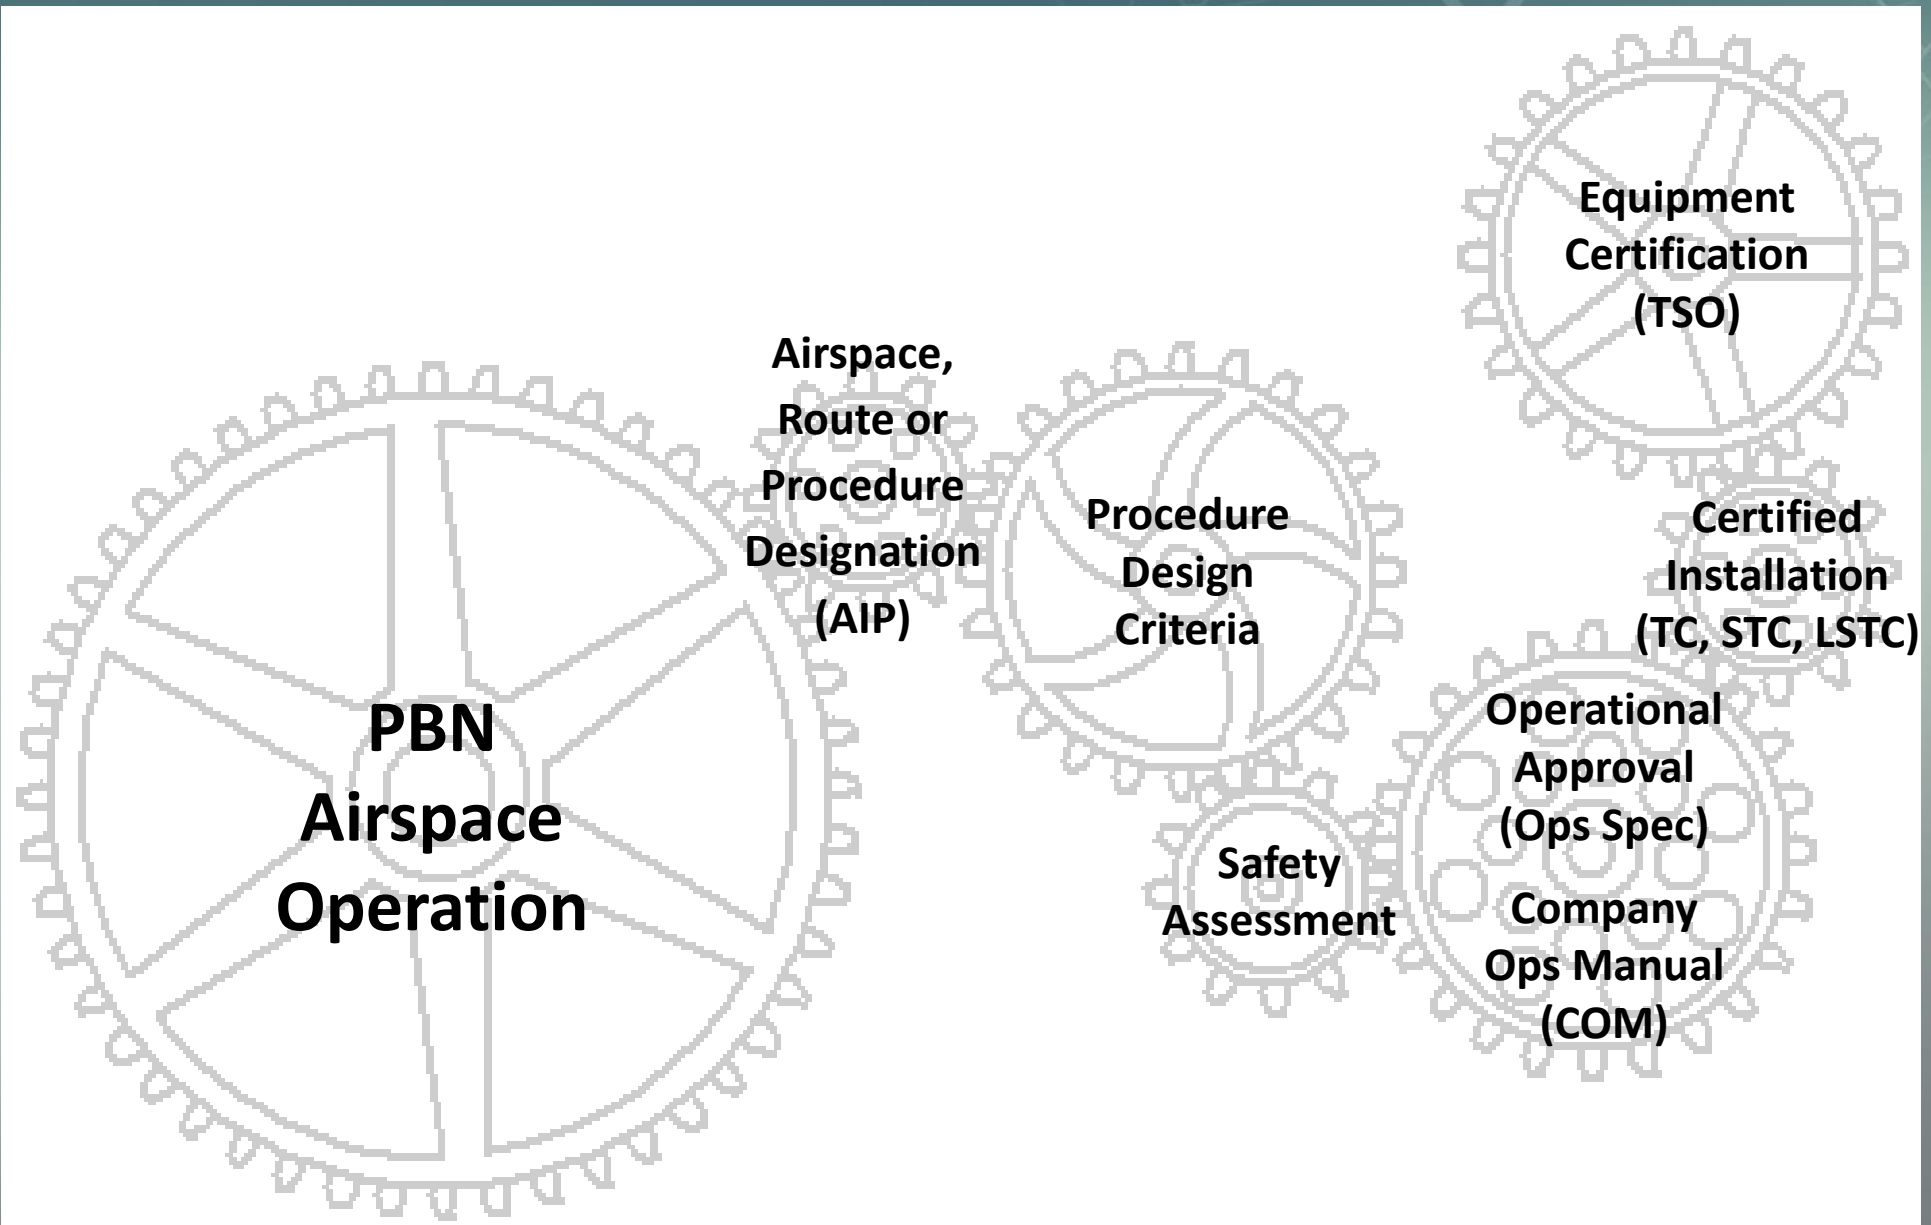 Equipment
Certification
(TSO)
Airspace,
Route or
Procedure
Designation
(AIP)
Procedure
Design
Criteria
Certified
Installation
(TC, STC, LSTC)
PBN
Airspace
Operation
Operational
Approval
(Ops Spec)
Safety
Assessment
Company
Ops Manual
(COM)